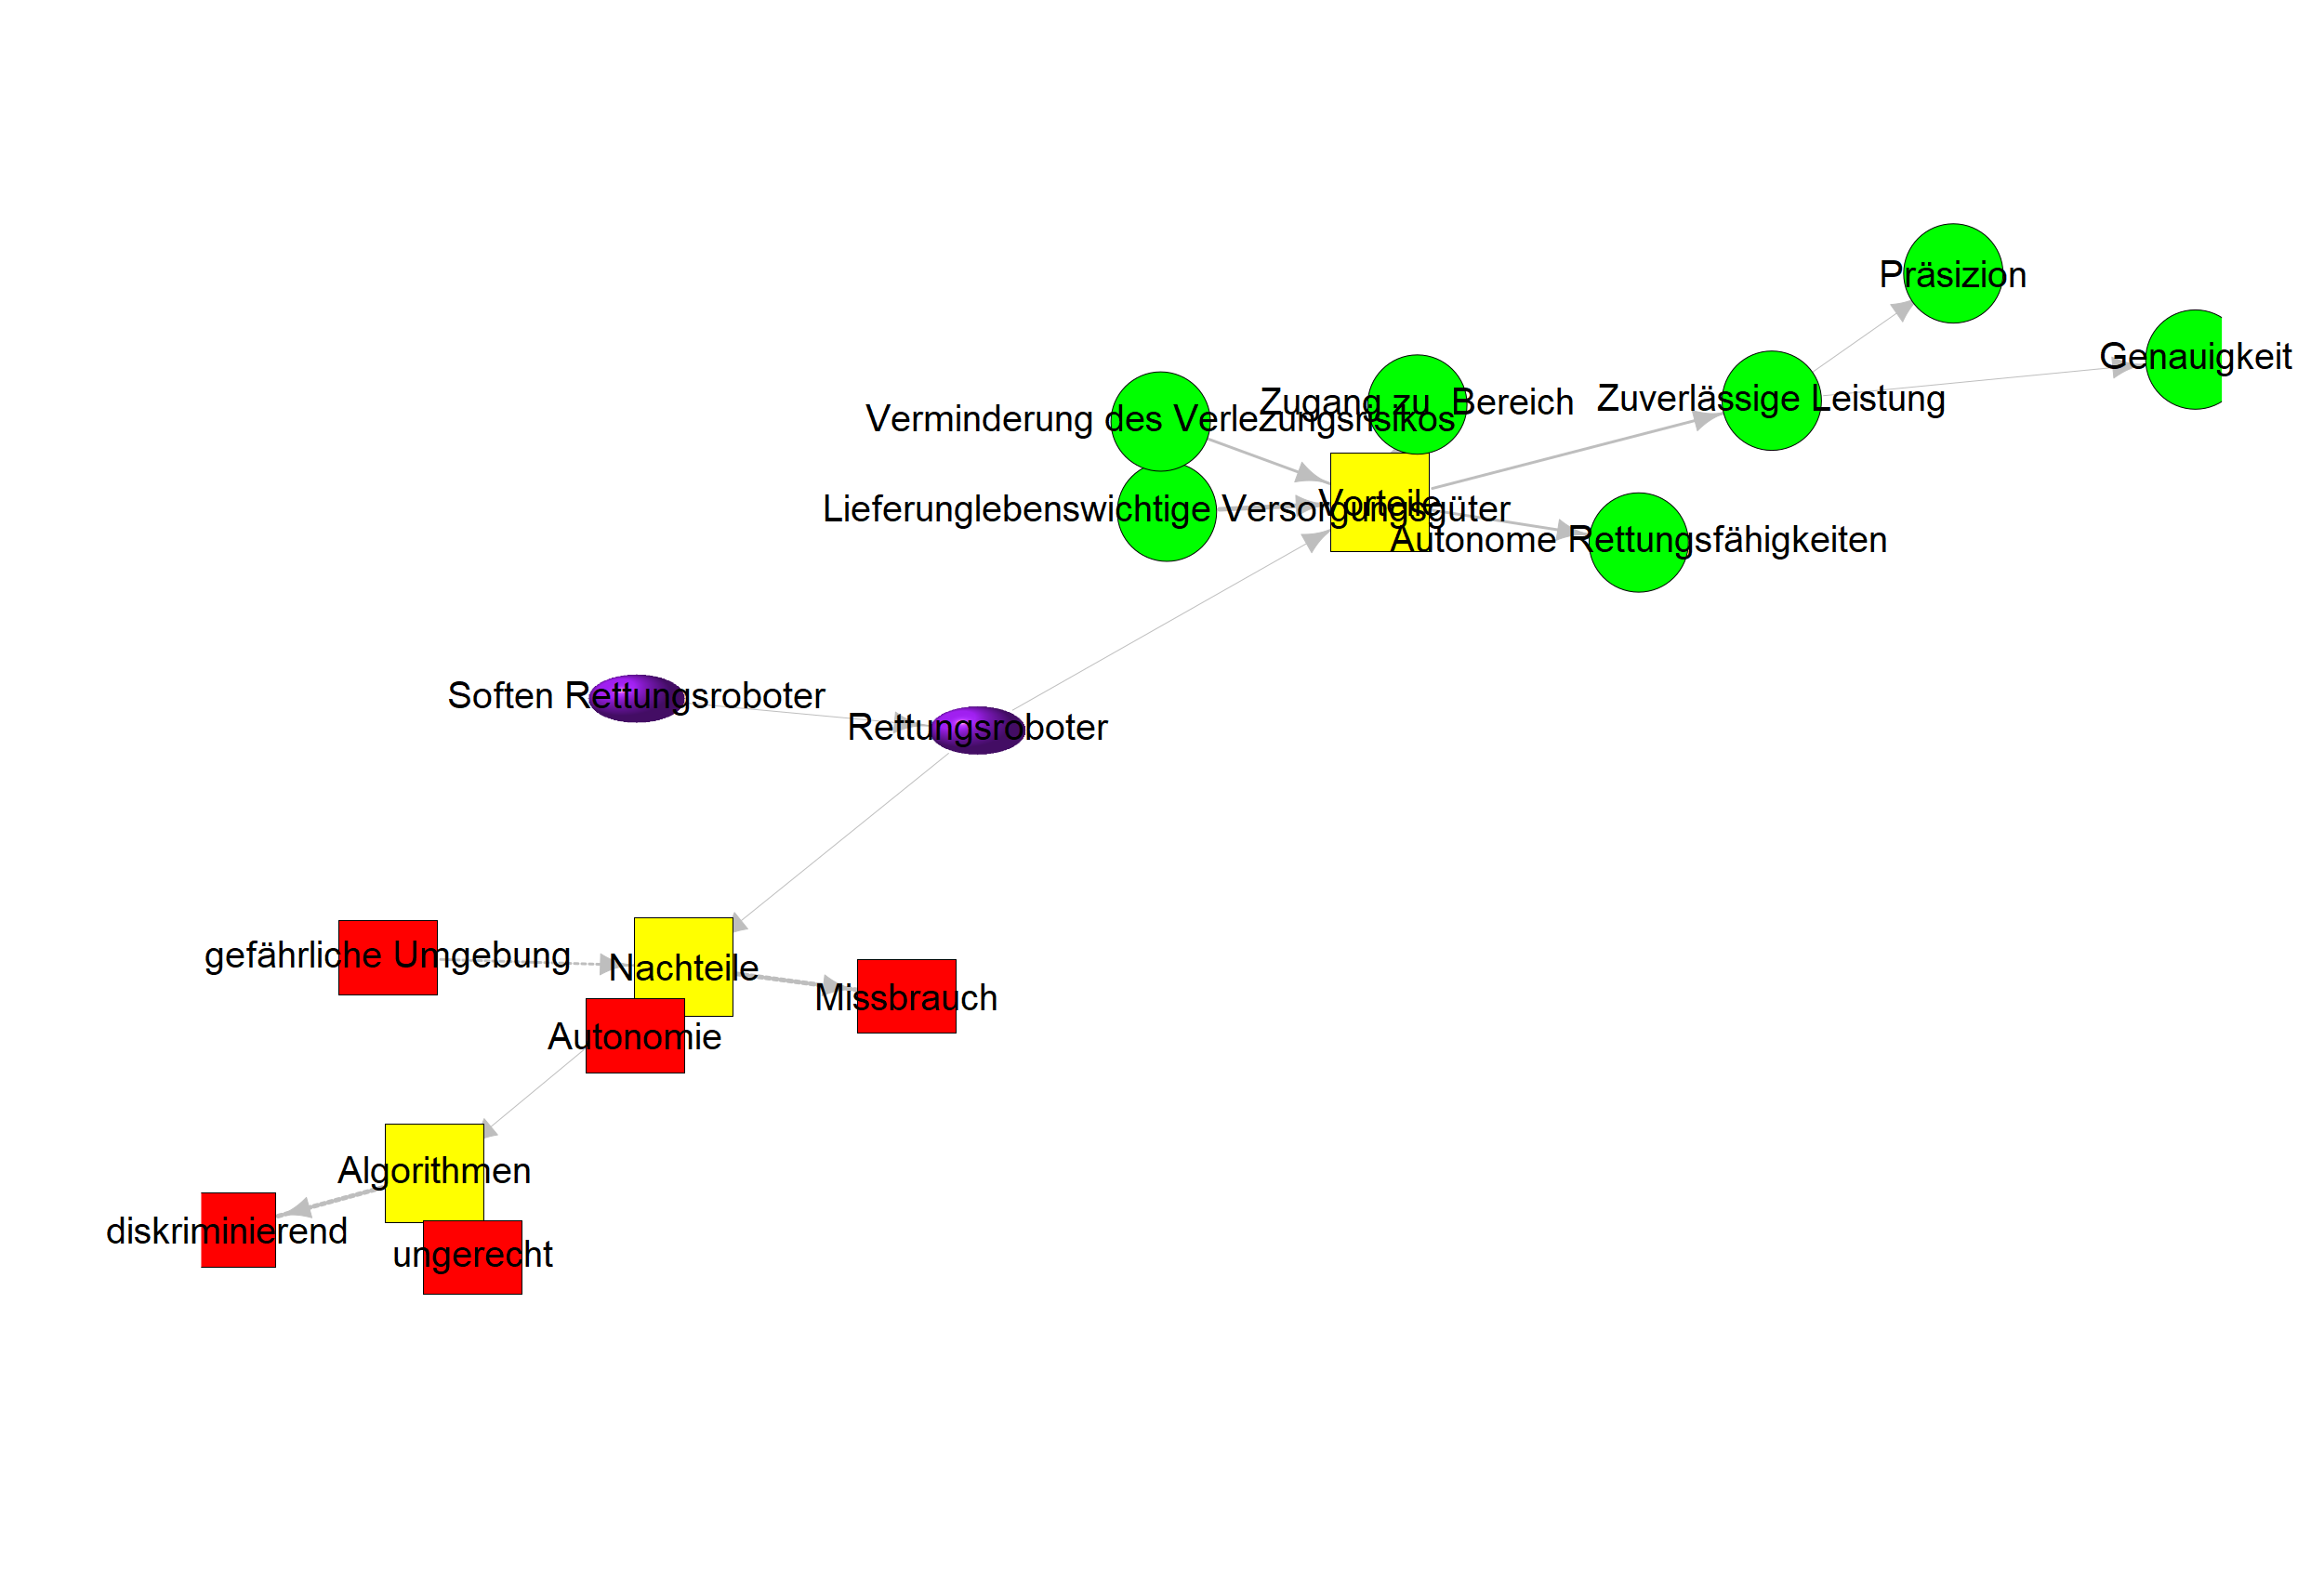 Präsizion
Genauigkeit
Zugang zu  Bereich
Zuverlässige Leistung
Verminderung des Verlezungsrisikos
Vorteile
Lieferunglebenswichtige Versorgungsgüter
Autonome Rettungsfähigkeiten
Soften Rettungsroboter
Rettungsroboter
gefährliche Umgebung
Nachteile
Missbrauch
Autonomie
Algorithmen
diskriminierend
ungerecht